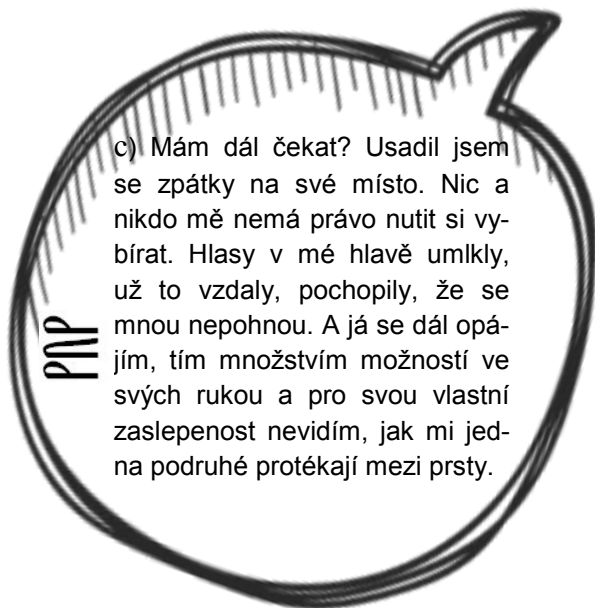 c) Mám dál čekat? Usadil jsem
se zpátky na své místo. Nic a
nikdo mě nemá právo nutit si vy-
bírat. Hlasy v mé hlavě umlkly,
už to vzdaly, pochopily, že se
mnou nepohnou. A já se dál opá-
jím, tím množstvím možností ve
svých rukou a pro svou vlastní
zaslepenost nevidím, jak mi jed-
na podruhé protékají mezi prsty.
PAP